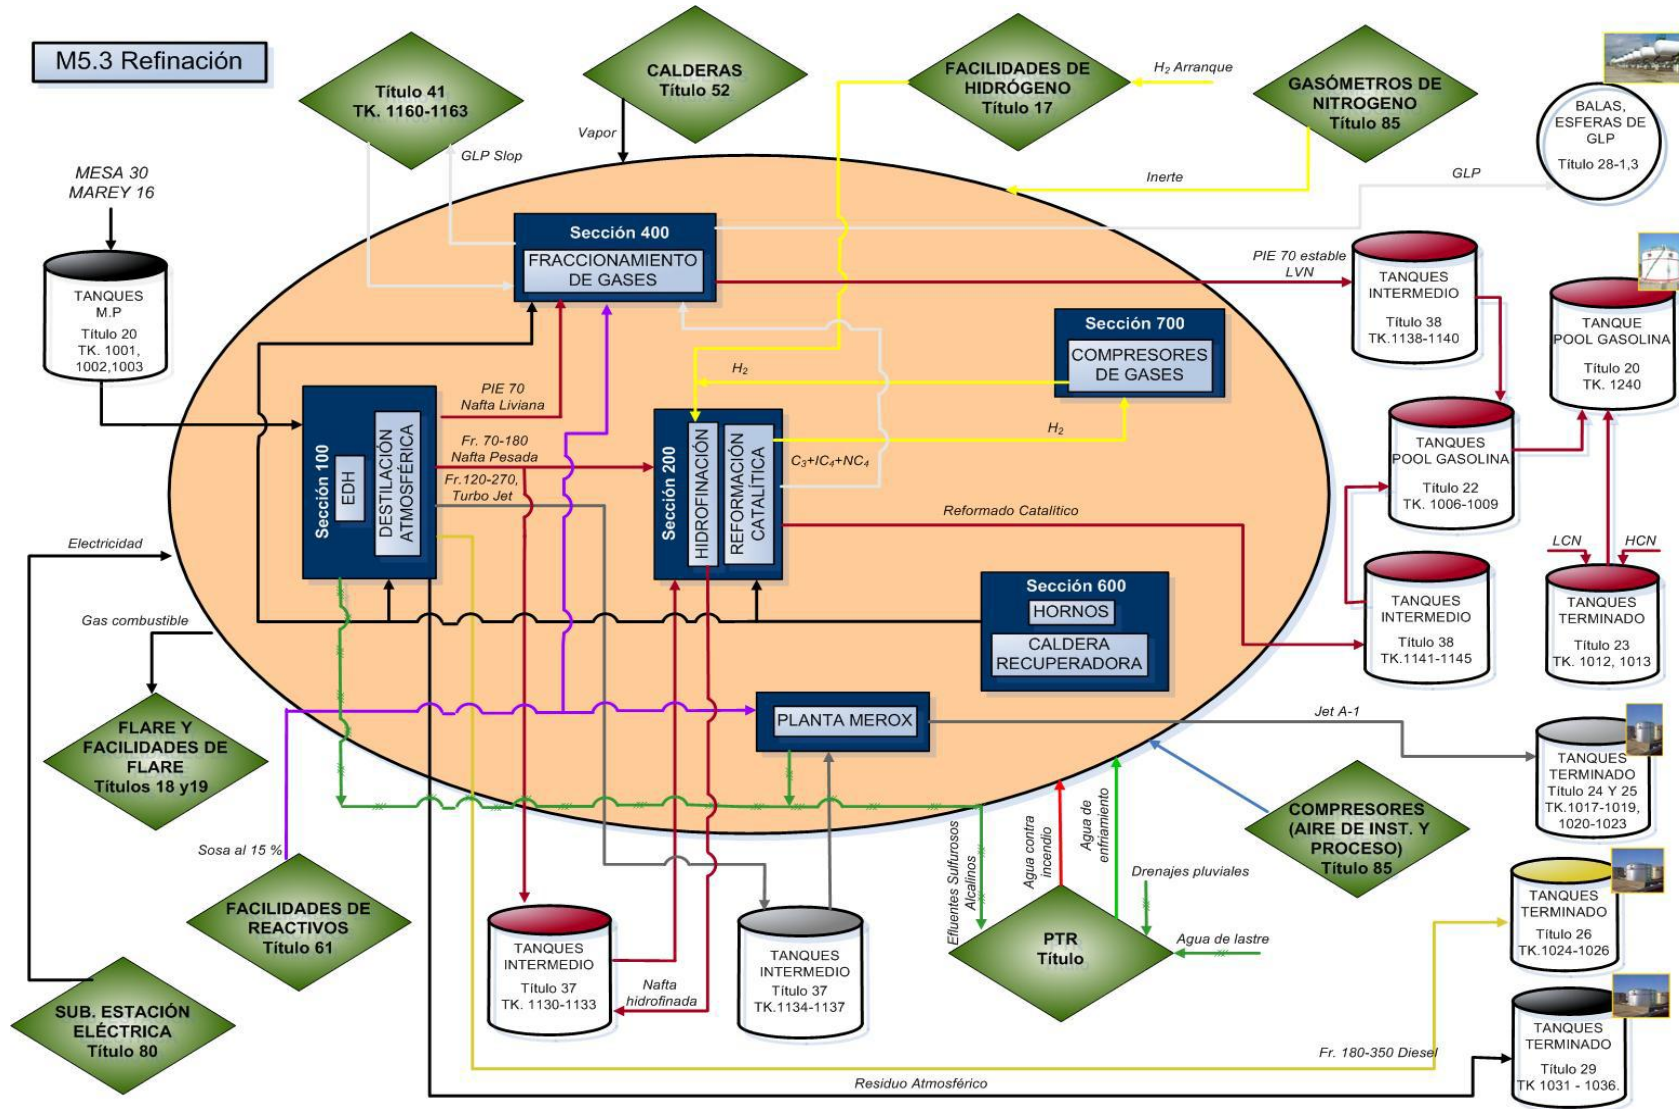 M5.3 Refinación
Título 41
TK. 1160-1163
CALDERAS
Título 52
FACILIDADES DE
HIDRÓGENO
Título 17
H₂ Arranque
GASÓMETROS DE
NITROGENO
Título 85
BALAS,
ESFERAS DE
GLP
Título 28-1,3
Vapor
GLP Slop
Inerte
GLP
MESA 30
MAREY 16
TANQUES
M.P
Título 20
TK. 1001,
1002,1003
Sección 400
FRACCIONAMIENTO
DE GASES
PIE 70 estable
LVN
TANQUES
INTERMEDIO
Título 38
TK.1138-1140
TANQUE
POOL GASOLINA
Título 20
TK. 1240
Sección 700
COMPRESORES
DE GASES
H₂
H₂
Sección 100
EDH
DESTILACIÓN
ATMOSFÉRICA
PIE 70
Nafta Liviana
Fr. 70-180
Nafta Pesada
Fr.120-270,
Turbo Jet
Sección 200
HIDROFINACIÓN
REFORMACIÓN
CATALÍTICA
C₃+IC₄+NC₄
Reformado Catalítico
TANQUES
POOL GASOLINA
Título 22
TK. 1006-1009
LCN
HCN
TANQUES
INTERMEDIO
Título 38
TK.1141-1145
TANQUES
TERMINADO
Título 23
TK. 1012, 1013
Electricidad
Gas combustible
Sección 600
HORNOS
CALDERA
RECUPERADORA
PLANTA MEROX
Jet A-1
FLARE Y
FACILIDADES DE
FLARE
Títulos 18 y19
Sosa al 15 %
FACILIDADES DE
REACTIVOS
Título 61
SUB. ESTACIÓN
ELÉCTRICA
Título 80
TANQUES
INTERMEDIO
Título 37
TK. 1130-1133
Nafta
hidrofinada
TANQUES
INTERMEDIO
Título 37
TK.1134-1137
Efluentes Sulfurosos
Alcalinos
Agua contra
incendio
Agua de
enfriamiento
Drenajes pluviales
Agua de lastre
PTR
Título
COMPRESORES
(AIRE DE INST. Y
PROCESO)
Título 85
TANQUES
TERMINADO
Título 24 Y 25
TK.1017-1019,
1020-1023
TANQUES
TERMINADO
Título 26
TK.1024-1026
Fr. 180-350 Diesel
Residuo Atmosférico
TANQUES
TERMINADO
Título 29
TK 1031 - 1036.